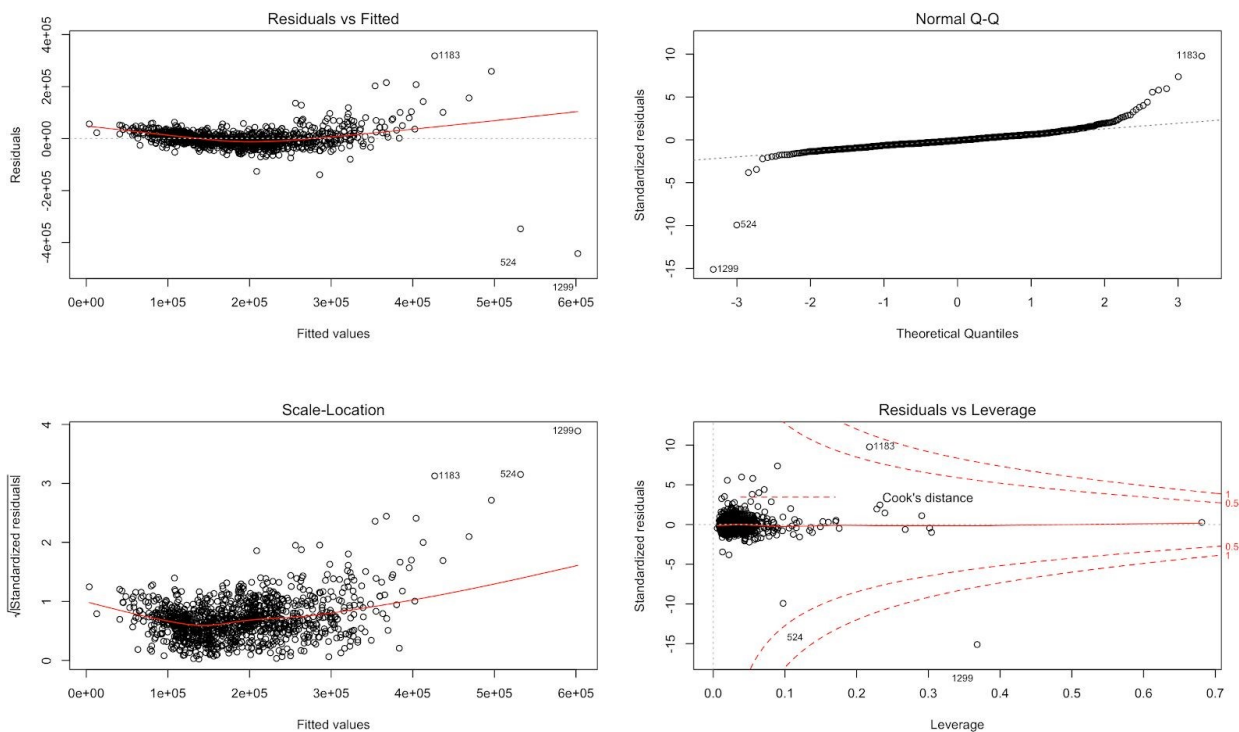 Residuals vs Fitted
4e+05
2e+05
0e+00
-2e+05
-4e+05
Residuals
1183
524
1299
0e+00 1e+05 2e+05 3e+05 4e+05 5e+05 6e+05
Fitted values
Normal Q-Q
10
5
0
-5
-10
-15
Standardized residuals
1183
524
1299
-3 -2 -1 0 1 2 3
Theoretical Quantiles
Scale-Location
4
3
2
1
0
√|Standardized residuals|
1299
1183
524
0e+00 1e+05 2e+05 3e+05 4e+05 5e+05 6e+05
Fitted values
Residuals vs Leverage
10
5
0
-5
-10
-15
Standardized residuals
1183
Cook's distance
1
0.5
0.5
1
524
1299
0.0 0.1 0.2 0.3 0.4 0.5 0.6 0.7
Leverage